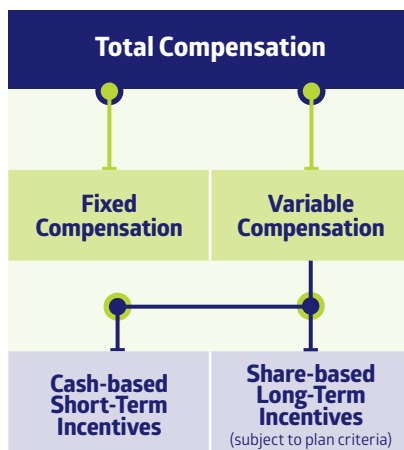 Total Compensation
Fixed
Compensation
Variable
Compensation
Cash-based
Short-Term
Incentives
Share-based
Long-Term
Incentives
(subject to plan criteria)